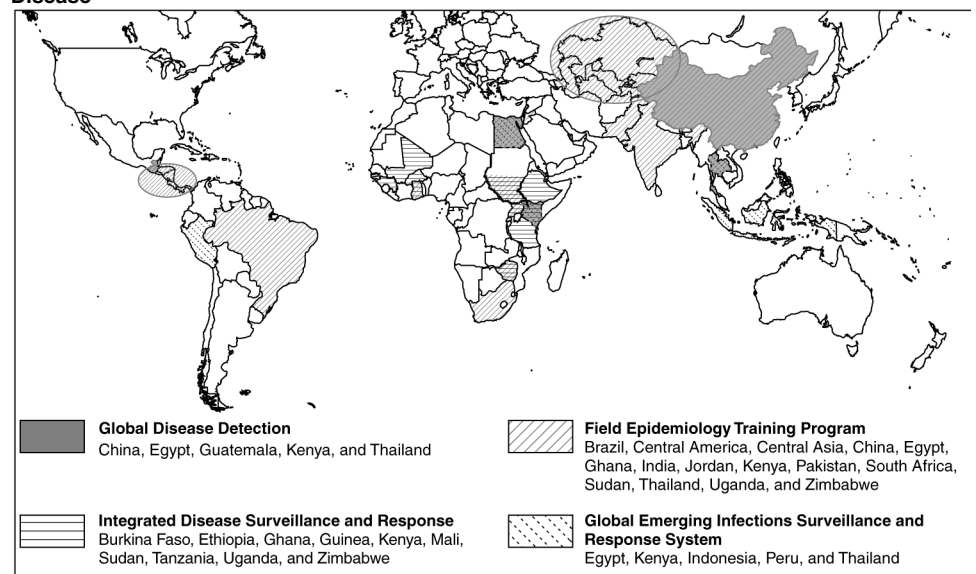 Disease
Global Disease Detection
China, Egypt, Guatemala, Kenya, and Thailand
Field Epidemiology Training Program
Brazil, Central America, Central Asia, China, Egypt,
Ghana, India, Jordan, Kenya, Pakistan, South Africa,
Sudan, Thailand, Uganda, and Zimbabwe
Integrated Disease Surveillance and Response
Burkina Faso, Ethiopia, Ghana, Guinea, Kenya, Mali,
Sudan, Tanzania, Uganda, and Zimbabwe
Global Emerging Infections Surveillance and
Response System
Egypt, Kenya, Indonesia, Peru, and Thailand